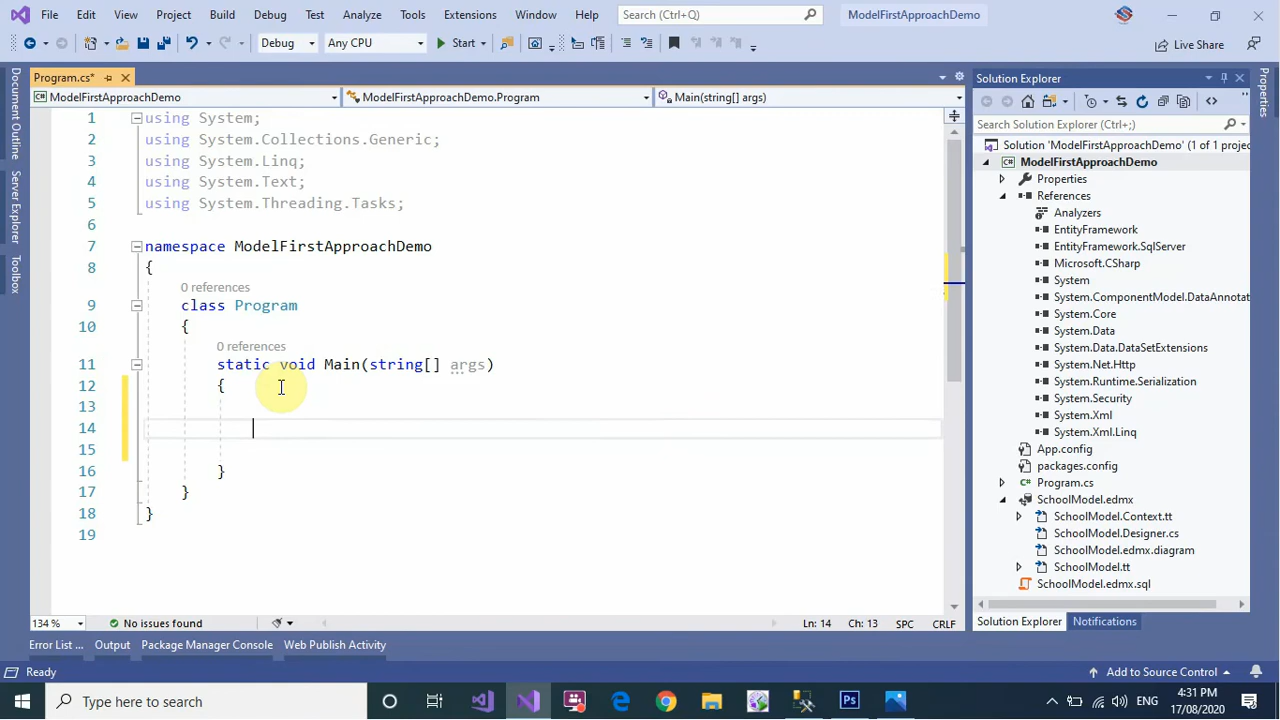 File Edit View Project Build Debug Test Analyze Tools Extensions Window Help Search (Ctrl+Q) ModelFirstApproachDemo
Debug Any CPU Start Live Share
Program.cs*
ModelFirstApproachDemo ModelFirstApproachDemo.Program Main(string[] args)
1 using System;
2 using System.Collections.Generic;
3 using System.Linq;
4 using System.Text;
5 using System.Threading.Tasks;
6
7 namespace ModelFirstApproachDemo
8 {
0 references
9 class Program
10 {
0 references
11 static void Main(string[] args)
12 {
13
14
15
16 }
17 }
18 }
19
134 % No issues found Ln: 14 Ch: 13 SPC CRLF
Document Outline
Server Explorer
Toolbox
Solution Explorer
Search Solution Explorer (Ctrl+;)
Solution 'ModelFirstApproachDemo' (1 of 1 projec
ModelFirstApproachDemo
Properties
References
Analyzers
EntityFramework
EntityFramework.SqlServer
Microsoft.CSharp
System
System.ComponentModel.DataAnnotat
System.Core
System.Data
System.Data.DataSetExtensions
System.Net.Http
System.Runtime.Serialization
System.Security
System.Xml
System.Xml.Linq
App.config
packages.config
Program.cs
SchoolModel.edmx
SchoolModel.Context.tt
SchoolModel.Designer.cs
SchoolModel.edmx.diagram
SchoolModel.tt
SchoolModel.edmx.sql
Solution Explorer Notifications
Properties
Error List ... Output Package Manager Console Web Publish Activity
Ready Add to Source Control
Type here to search Ps ENG 4:31 PM
17/08/2020